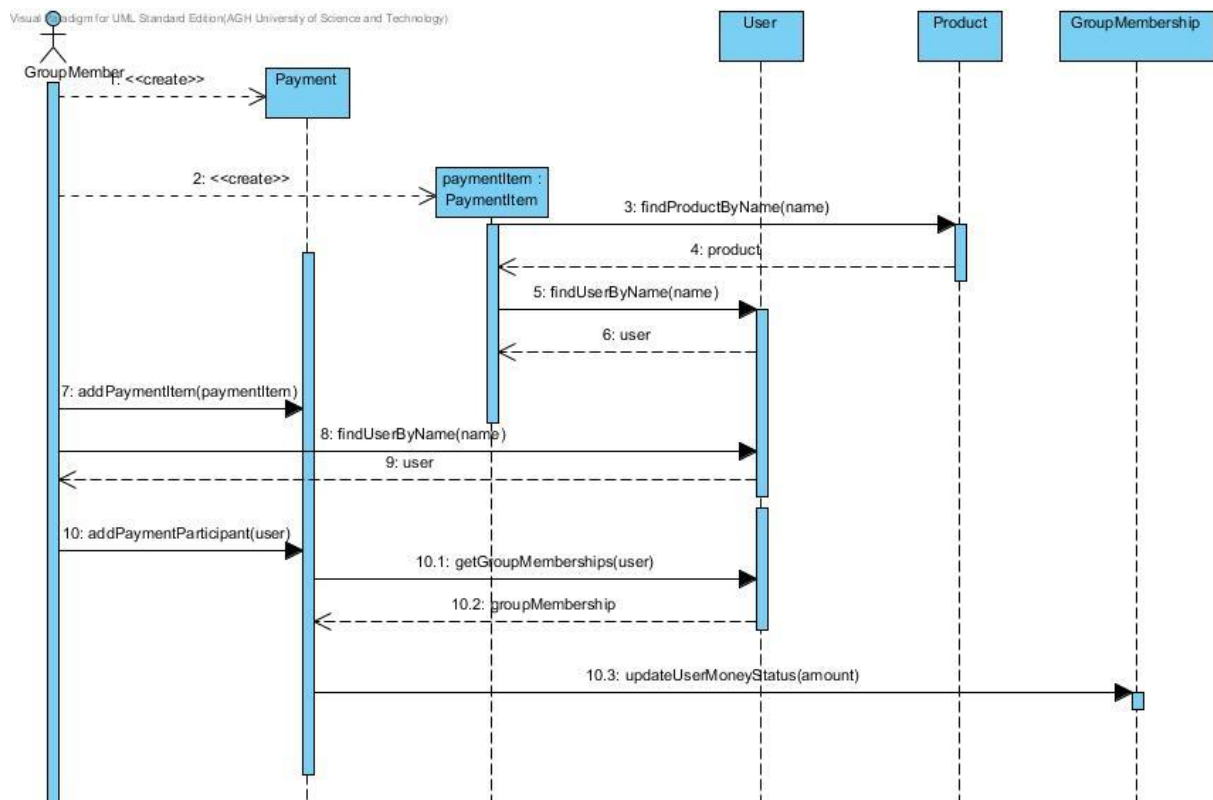 Visual Paradigm for UML Standard Edition(AGH University of Science and Technology)
User
Product
GroupMembership
GroupMember
1: <<create>>
Payment
2: <<create>>
paymentItem :
PaymentItem
3: findProductByName(name)
4: product
5: findUserByName(name)
6: user
7: addPaymentItem(paymentItem)
8: findUserByName(name)
9: user
10: addPaymentParticipant(user)
10.1: getGroupMemberships(user)
10.2: groupMembership
10.3: updateUserMoneyStatus(amount)